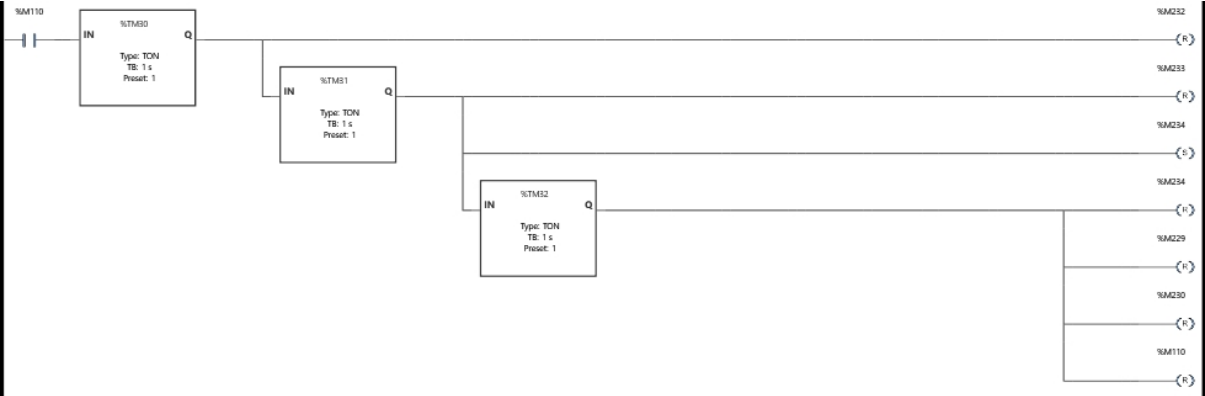 %M110
%TM30
IN Q
Type: TON
TB: 1 s
Preset: 1
%M232
(R)
%TM31
IN Q
Type: TON
TB: 1 s
Preset: 1
%M233
(R)
%M234
(S)
%TM32
IN Q
Type: TON
TB: 1 s
Preset: 1
%M234
(R)
%M229
(R)
%M230
(R)
%M110
(R)